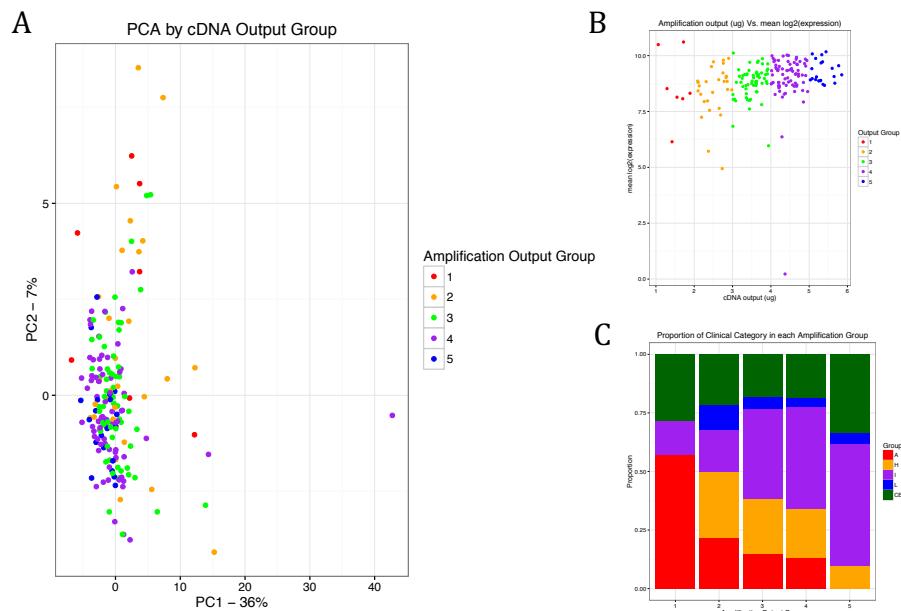 A
PCA by cDNA Output Group
5
0
PC2 – 7%
0
10
20
30
40
PC1 – 36%
Amplification Output Group
1
2
3
4
5
B
Amplification output (ug) Vs. mean log2(expression)
10.0
7.5
5.0
2.5
0.0
mean log2(expression)
1
2
3
4
5
6
cDNA output (ug)
Output Group
1
2
3
4
5
C
Proportion of Clinical Category in each Amplification Group
1.00
0.75
0.50
0.25
0.00
Proportion
1
2
3
4
5
Group
A
H
I
L